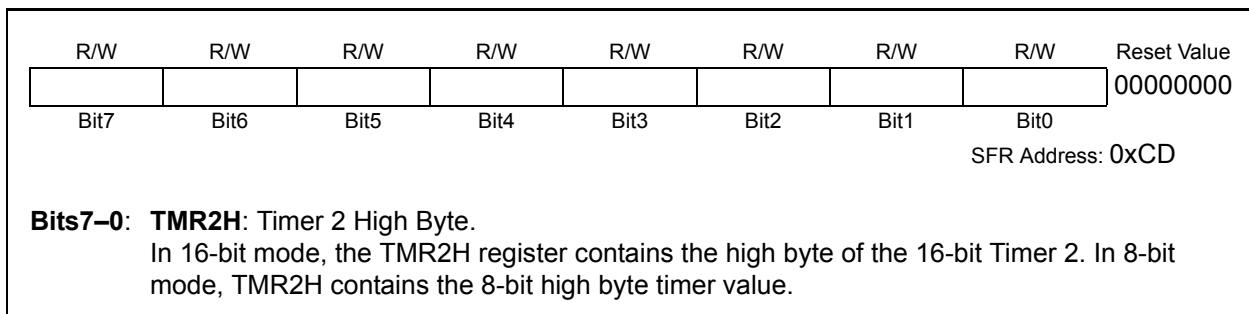 R/W R/W R/W R/W R/W R/W R/W R/W Reset Value
00000000
Bit7 Bit6 Bit5 Bit4 Bit3 Bit2 Bit1 Bit0
SFR Address: 0xCD
Bits7–0: TMR2H: Timer 2 High Byte.
In 16-bit mode, the TMR2H register contains the high byte of the 16-bit Timer 2. In 8-bit
mode, TMR2H contains the 8-bit high byte timer value.